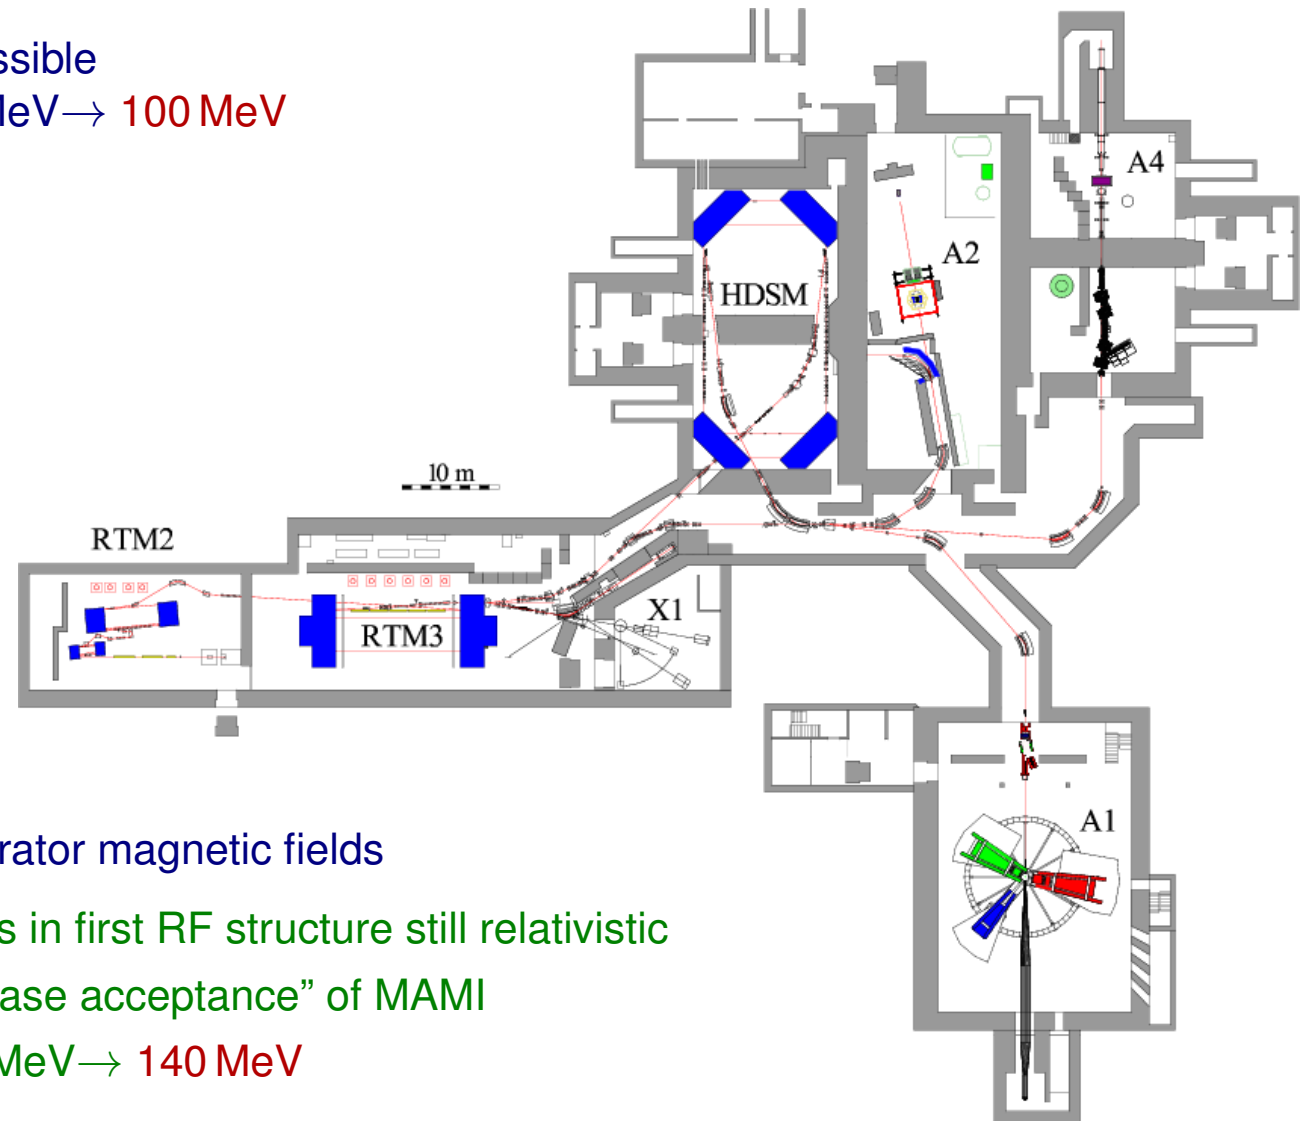 ssible
MeV→ 100 MeV
A4
A2
HDSM
10 m
RTM2
X1
RTM3
A1
rator magnetic fields
s in first RF structure still relativistic
ase acceptance” of MAMI
MeV→ 140 MeV